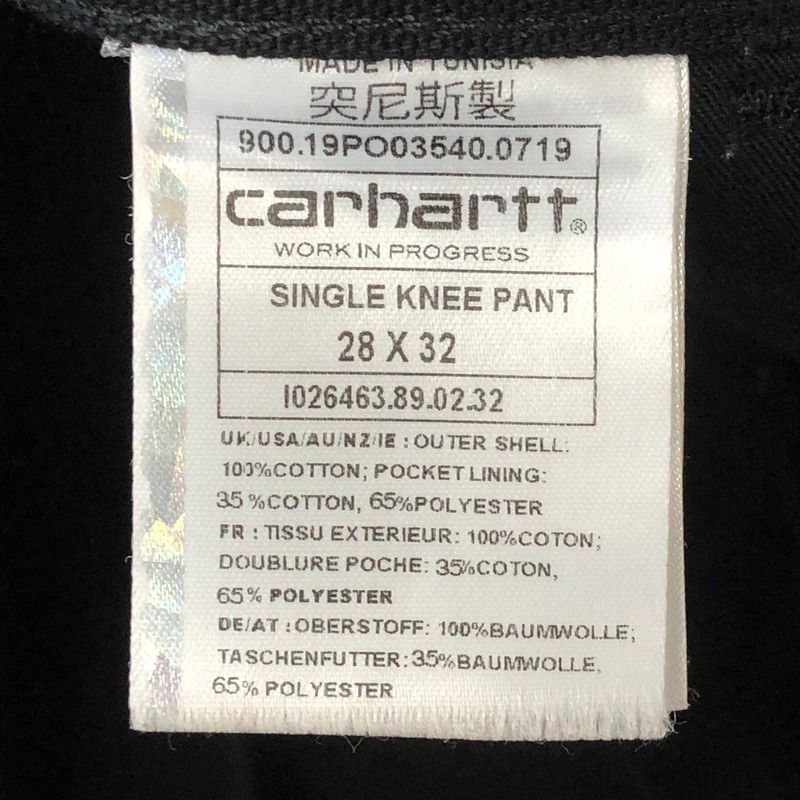 MADE IN TUNISIA
突尼斯製
900.19PO03540.0719
carhartt®
WORK IN PROGRESS
SINGLE KNEE PANT
28 X 32
I026463.89.02.32
UK/USA/AU/NZ/IE : OUTER SHELL:
100%COTTON; POCKET LINING:
35 %COTTON, 65%POLYESTER
FR : TISSU EXTERIEUR: 100%COTON;
DOUBLURE POCHE: 35%COTON,
65% POLYESTER
DE/AT :OBERSTOFF: 100%BAUMWOLLE;
TASCHENFUTTER:35%BAUMWOLLE,
65% POLYESTER